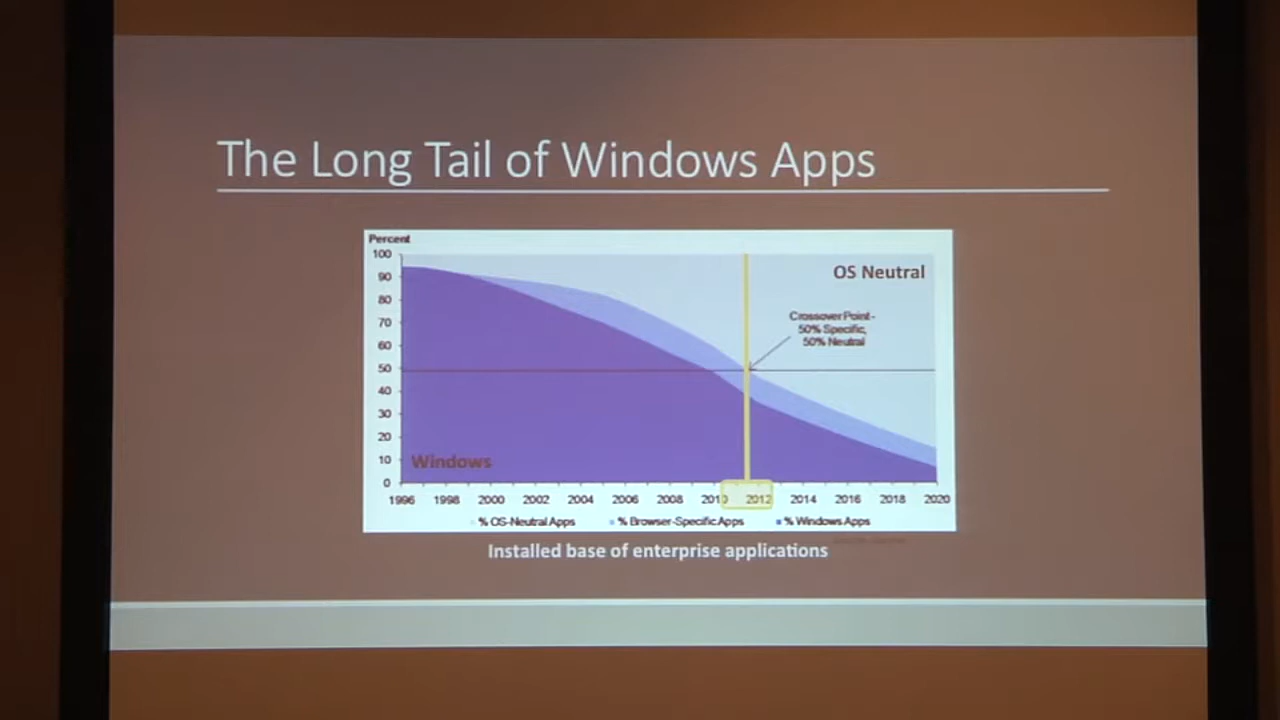 The Long Tail of Windows Apps
Percent
100
90
80
70
60
50
40
30
20
10
0
OS Neutral
Crossover Point-
50% Specific,
50% Neutral
Windows
1996 1998 2000 2002 2004 2006 2008 2010 2012 2014 2016 2018 2020
% OS-Neutral Apps % Browser-Specific Apps % Windows Apps
Installed base of enterprise applications